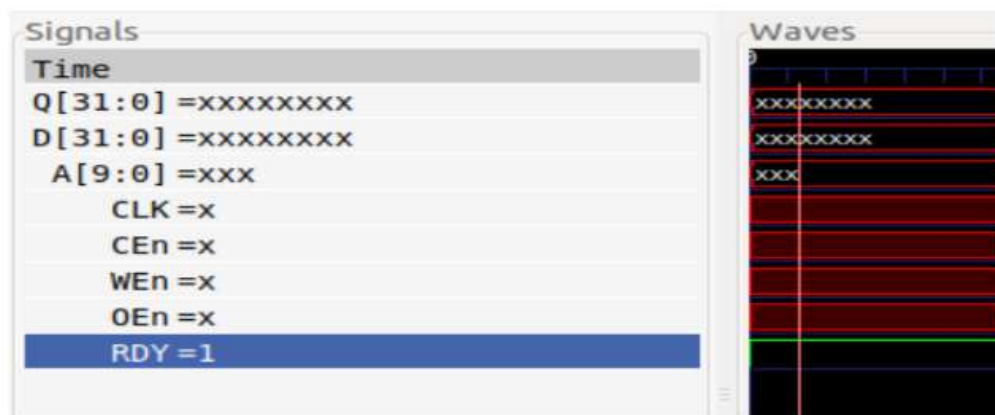 Signals
Waves
Time
Q[31:0] =xxxxxxxx
D[31:0] =xxxxxxxx
A[9:0] =xxx
CLK =x
CEn =x
WEn =x
OEn =x
RDY =1
0
xxxxxxxx
xxxxxxxx
xxx